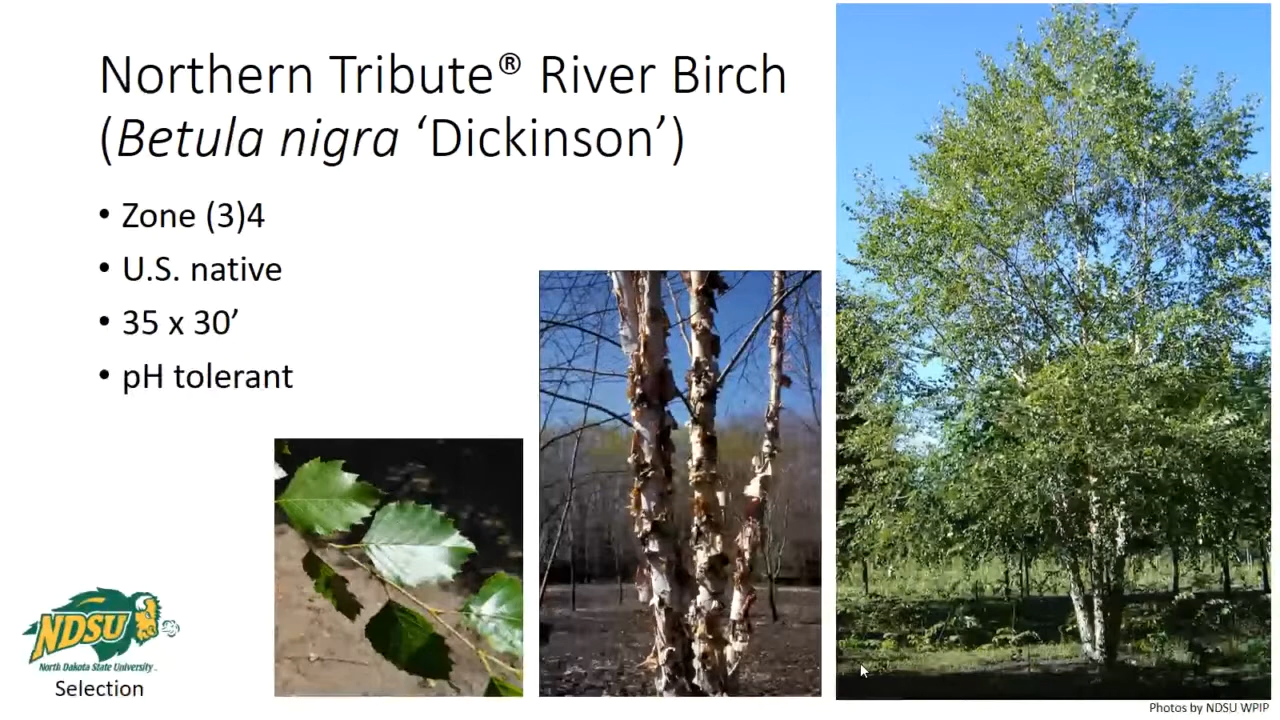 Northern Tribute® River Birch
(Betula nigra ‘Dickinson’)
• Zone (3)4
• U.S. native
• 35 x 30’
• pH tolerant
NDSU
North Dakota State University
Selection
Photos by NDSU WPIP